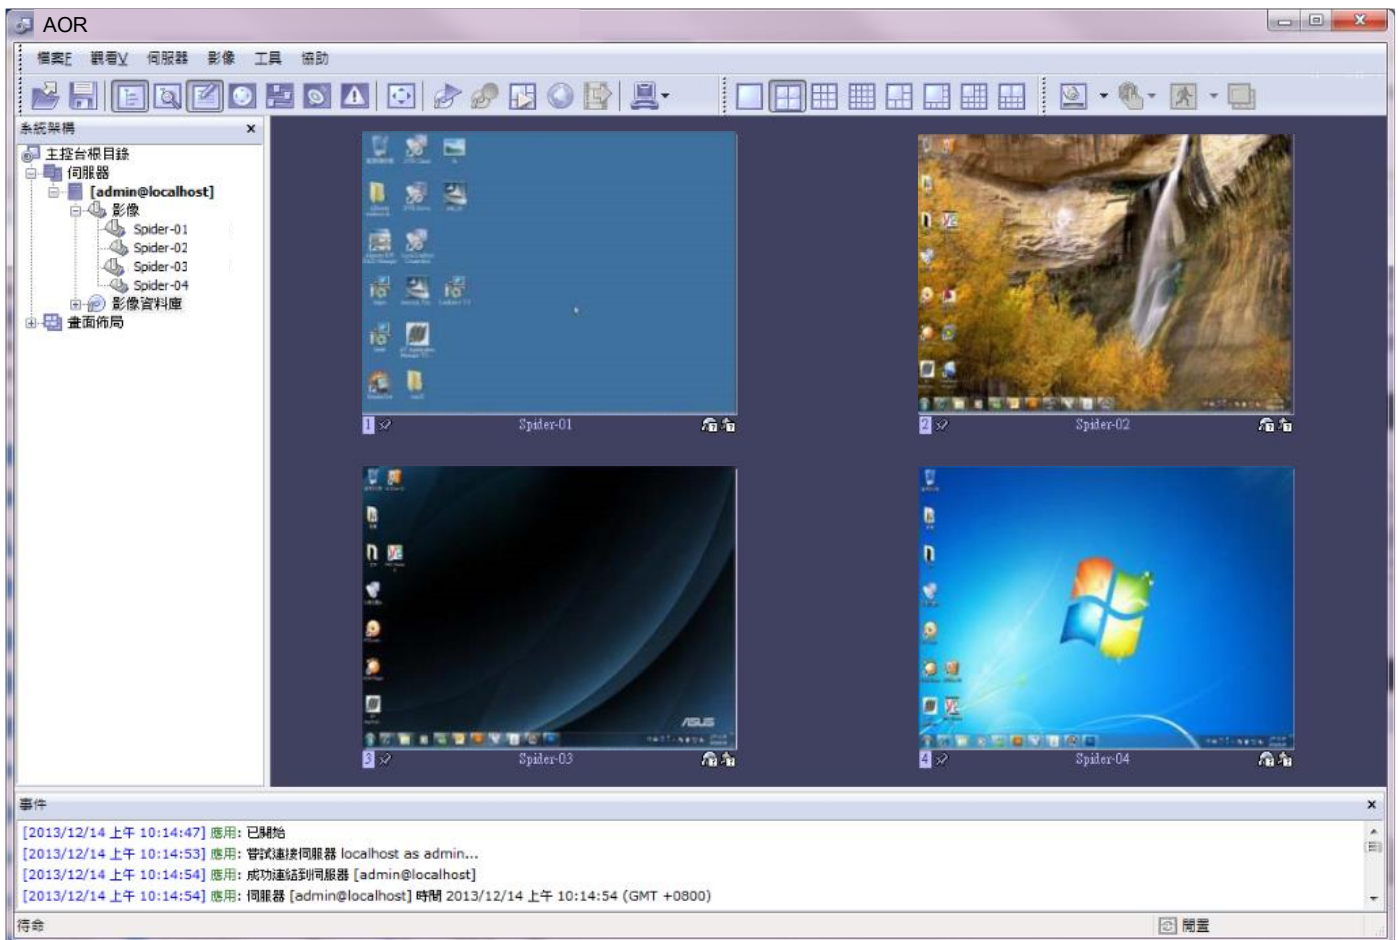 AOR
檔案F 觀看V 伺服器 影像 工具 協助
系統架構
主控台根目錄
伺服器
[admin@localhost]
影像
Spider-01
Spider-02
Spider-03
Spider-04
影像資料庫
畫面佈局
1 Spider-01
2 Spider-02
ASUS
3 Spider-03
4 Spider-04
事件
[2013/12/14 上午 10:14:47] 應用: 已開始
[2013/12/14 上午 10:14:53] 應用: 嘗試連接伺服器 localhost as admin...
[2013/12/14 上午 10:14:54] 應用: 成功連結到伺服器 [admin@localhost]
[2013/12/14 上午 10:14:54] 應用: 伺服器 [admin@localhost] 時間 2013/12/14 上午 10:14:54 (GMT +0800)
待命 閒置